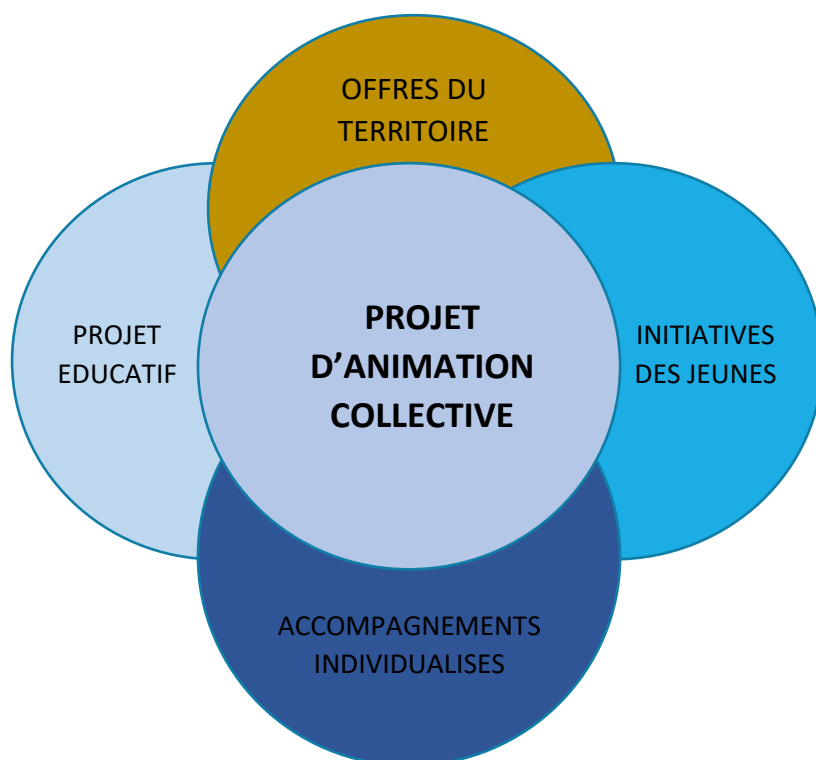 OFFRES DU
TERRITOIRE
PROJET
EDUCATIF
PROJET
D’ANIMATION
COLLECTIVE
INITIATIVES
DES JEUNES
ACCOMPAGNEMENTS
INDIVIDUALISES